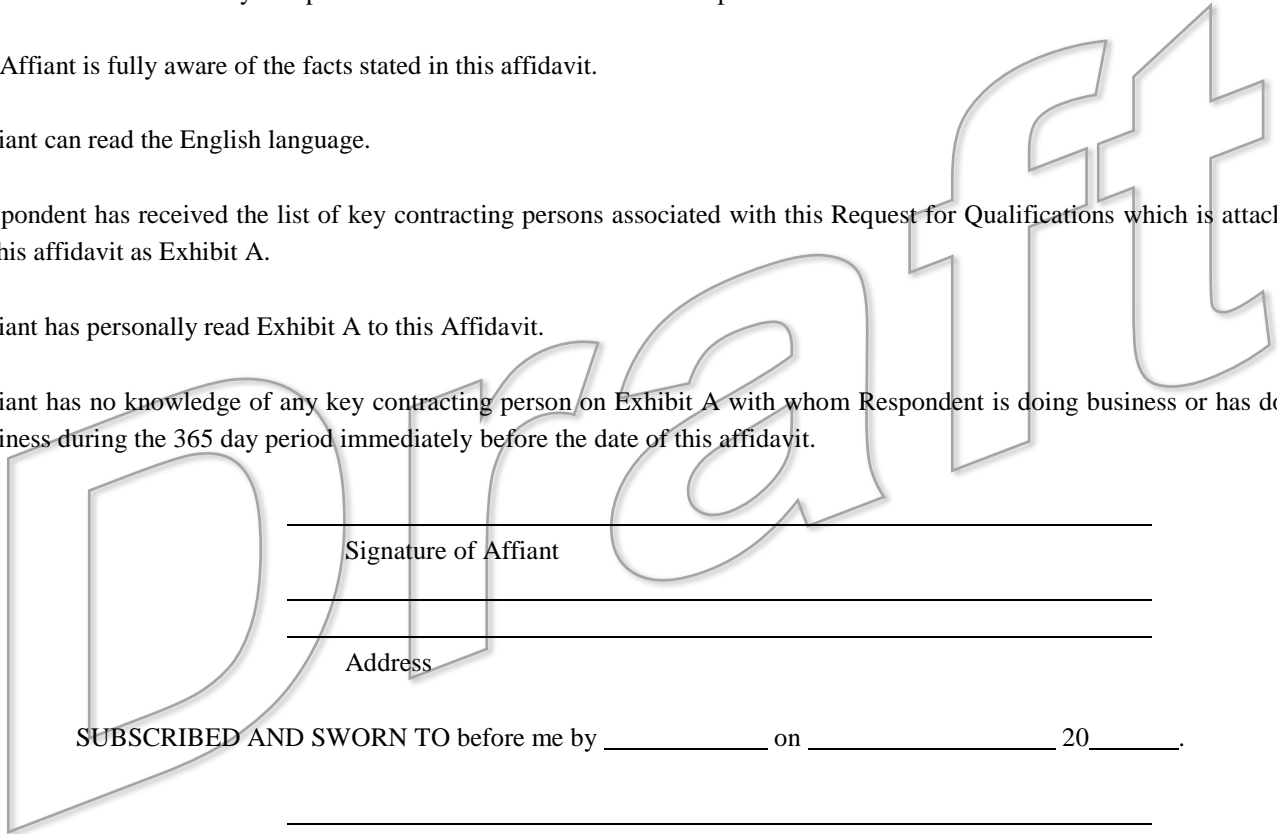 Affiant is fully aware of the facts stated in this affidavit.
iant can read the English language.
pondent has received the list of key contracting persons associated with this Request for Qualifications which is attac
his affidavit as Exhibit A.
iant has personally read Exhibit A to this Affidavit.
iant has no knowledge of any key contracting person on Exhibit A with whom Respondent is doing business or has do
iness during the 365 day period immediately before the date of this affidavit.
Signature of Affiant
Address
SUBSCRIBED AND SWORN TO before me by ____________ on __________________ 20______.
Draft